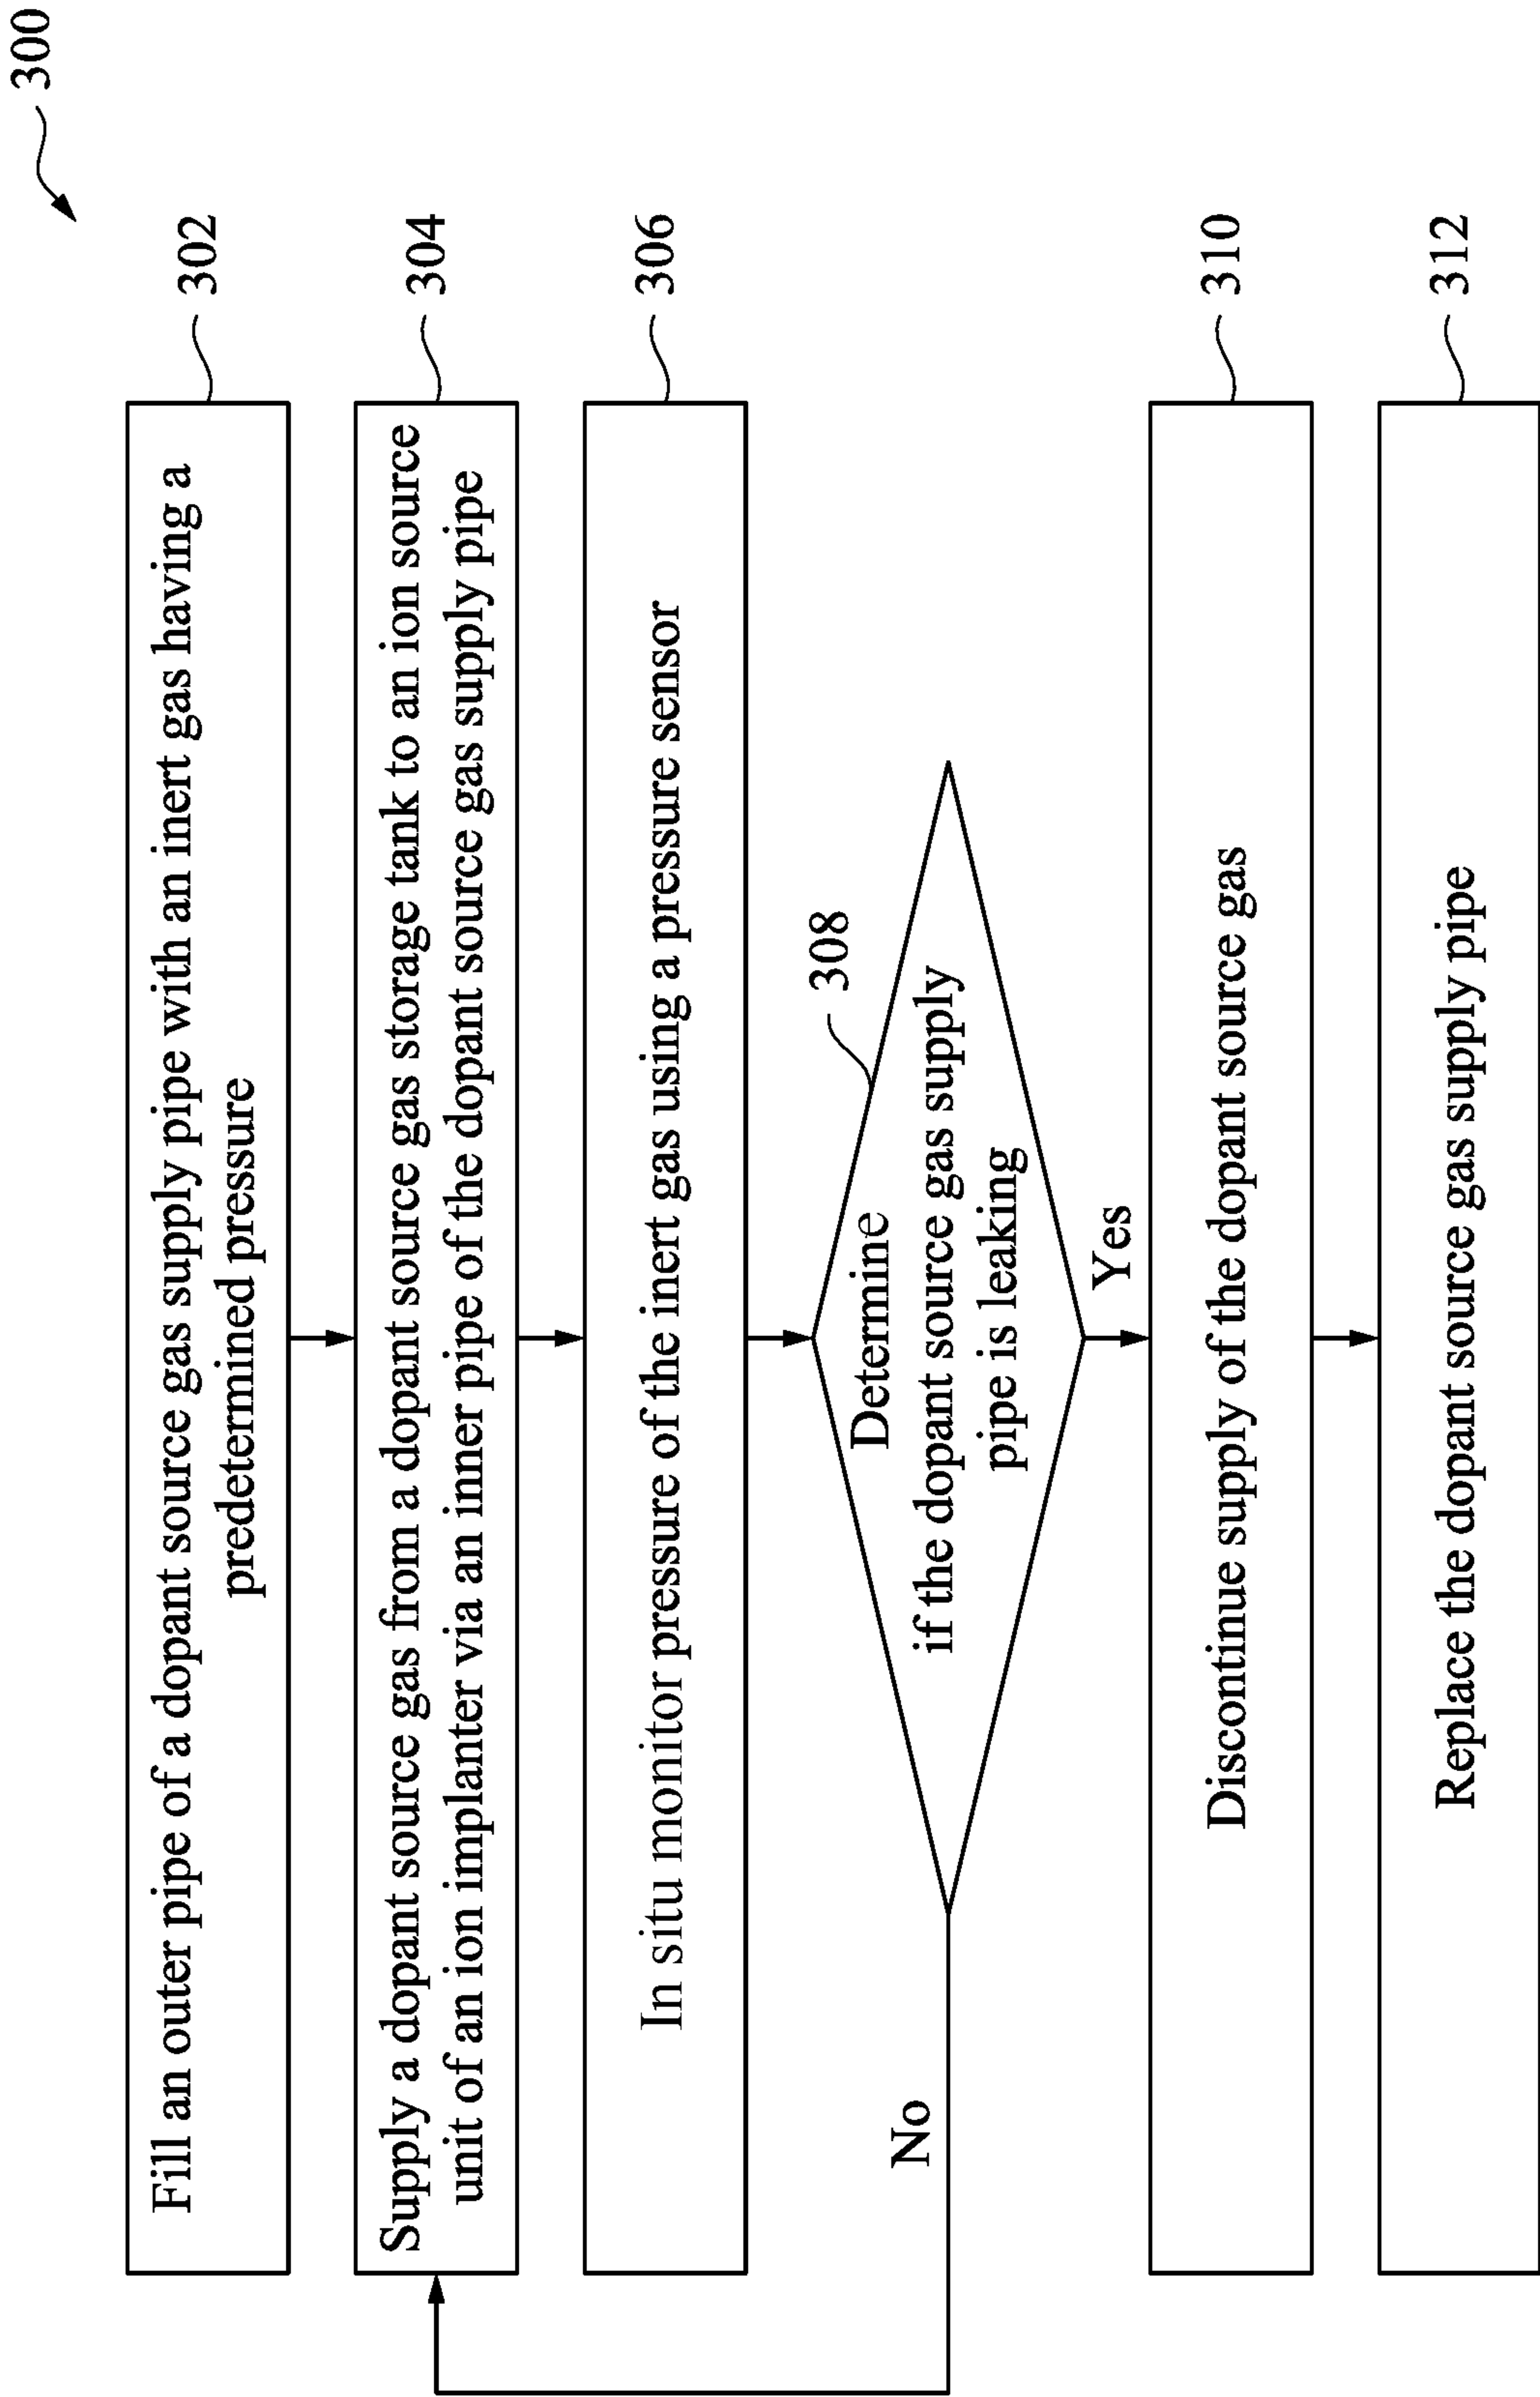 300
Fill an outer pipe of a dopant source gas supply pipe with an inert gas having a
predetermined pressure
302
Supply a dopant source gas from a dopant source gas storage tank to an ion source
unit of an ion implanter via an inner pipe of the dopant source gas supply pipe
304
In situ monitor pressure of the inert gas using a pressure sensor
306
Determine
if the dopant source gas supply
pipe is leaking
308
No
Yes
Discontinue supply of the dopant source gas
310
Replace the dopant source gas supply pipe
312